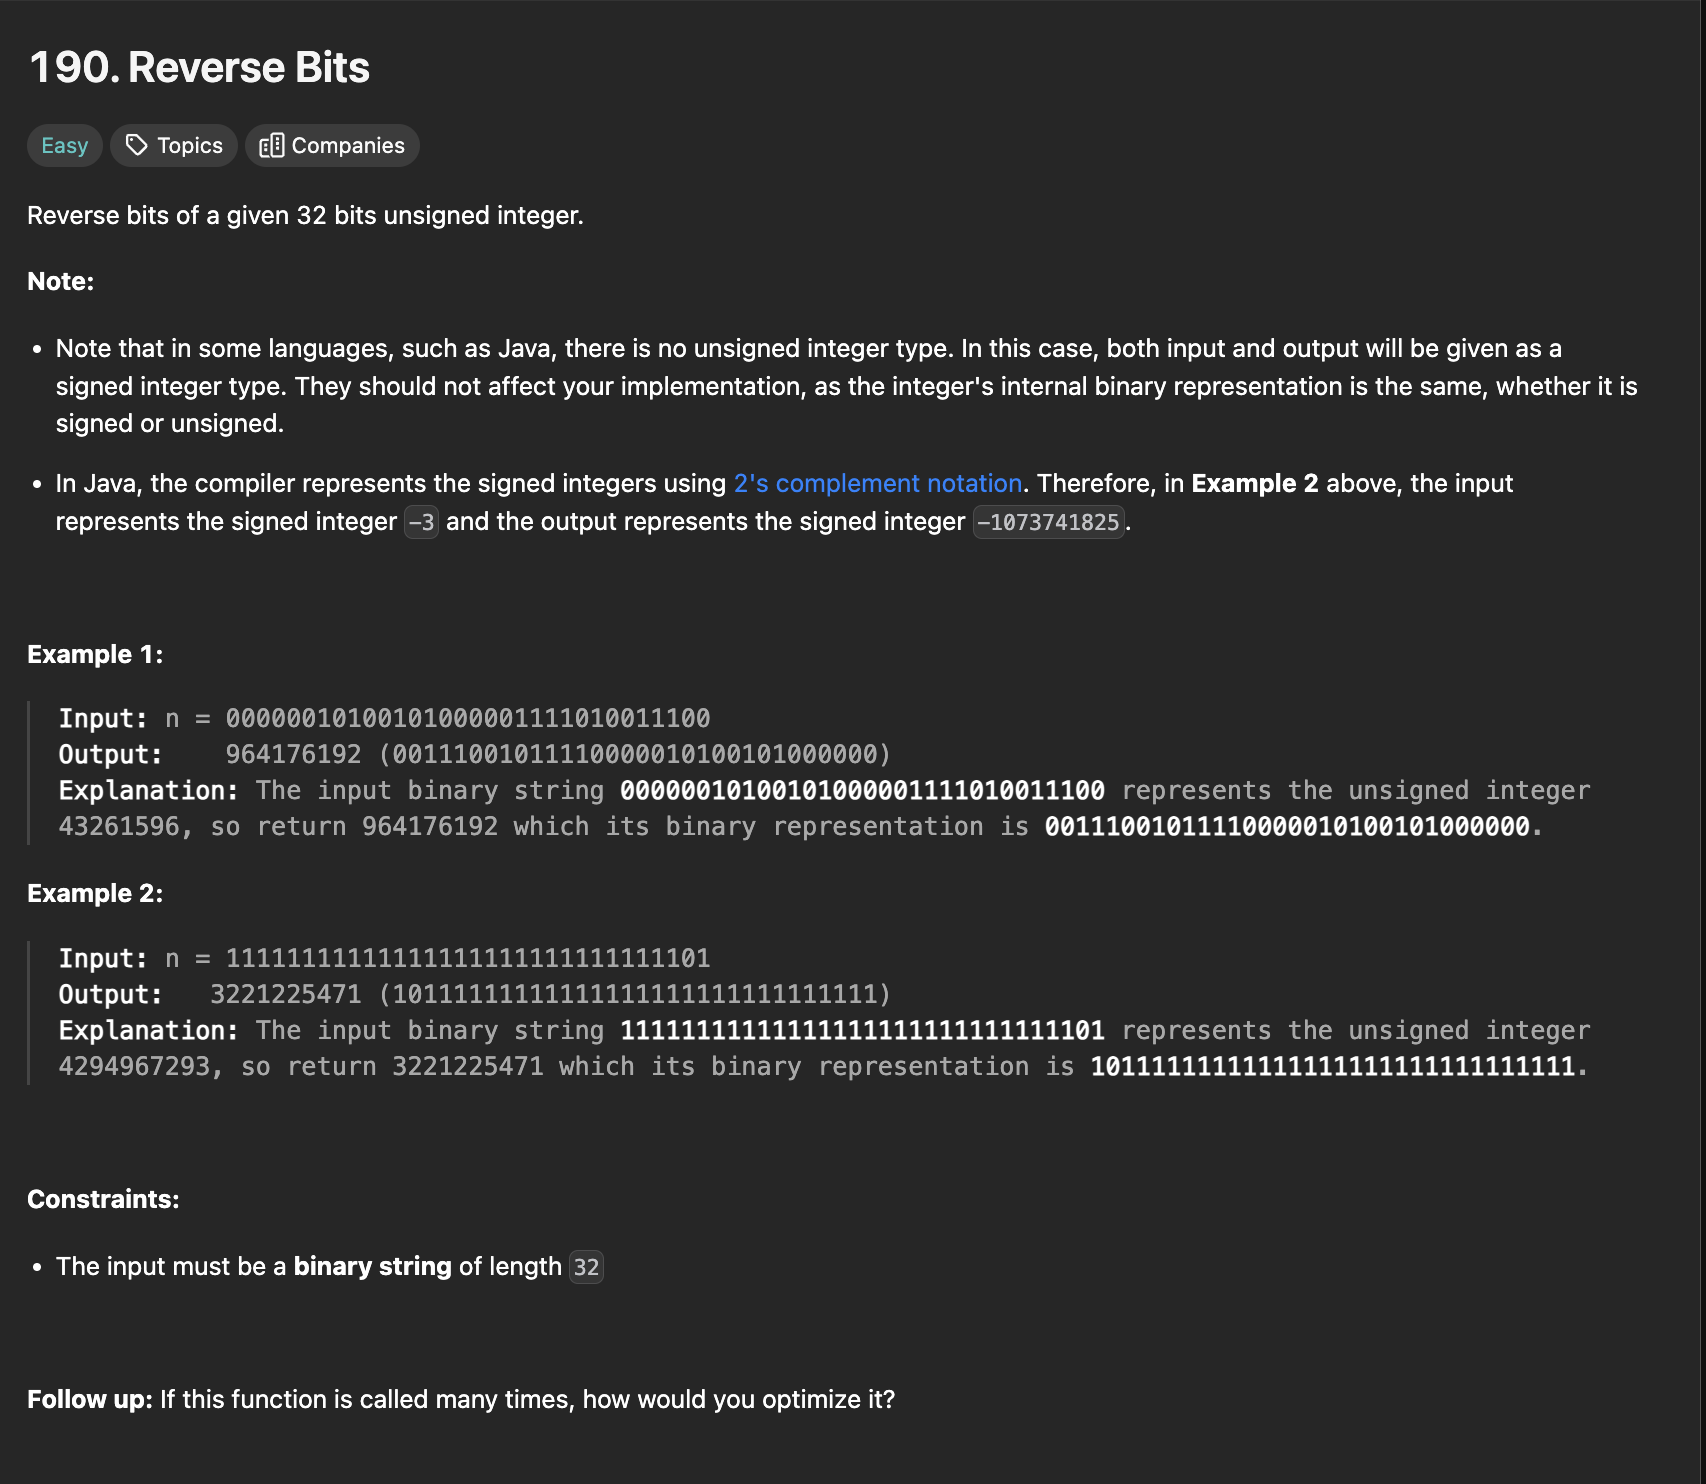 190. Reverse Bits
Easy Topics Companies
Reverse bits of a given 32 bits unsigned integer.
Note:
• Note that in some languages, such as Java, there is no unsigned integer type. In this case, both input and output will be given as a
signed integer type. They should not affect your implementation, as the integer's internal binary representation is the same, whether it is
signed or unsigned.
• In Java, the compiler represents the signed integers using 2's complement notation. Therefore, in Example 2 above, the input
represents the signed integer -3 and the output represents the signed integer -1073741825.
Example 1:
Input: n = 00000010100101000001111010011100
Output:    964176192 (00111001011110000010100101000000)
Explanation: The input binary string 00000010100101000001111010011100 represents the unsigned integer
43261596, so return 964176192 which its binary representation is 00111001011110000010100101000000.
Example 2:
Input: n = 11111111111111111111111111111101
Output:   3221225471 (10111111111111111111111111111111)
Explanation: The input binary string 11111111111111111111111111111101 represents the unsigned integer
4294967293, so return 3221225471 which its binary representation is 10111111111111111111111111111111.
Constraints:
• The input must be a binary string of length 32
Follow up: If this function is called many times, how would you optimize it?